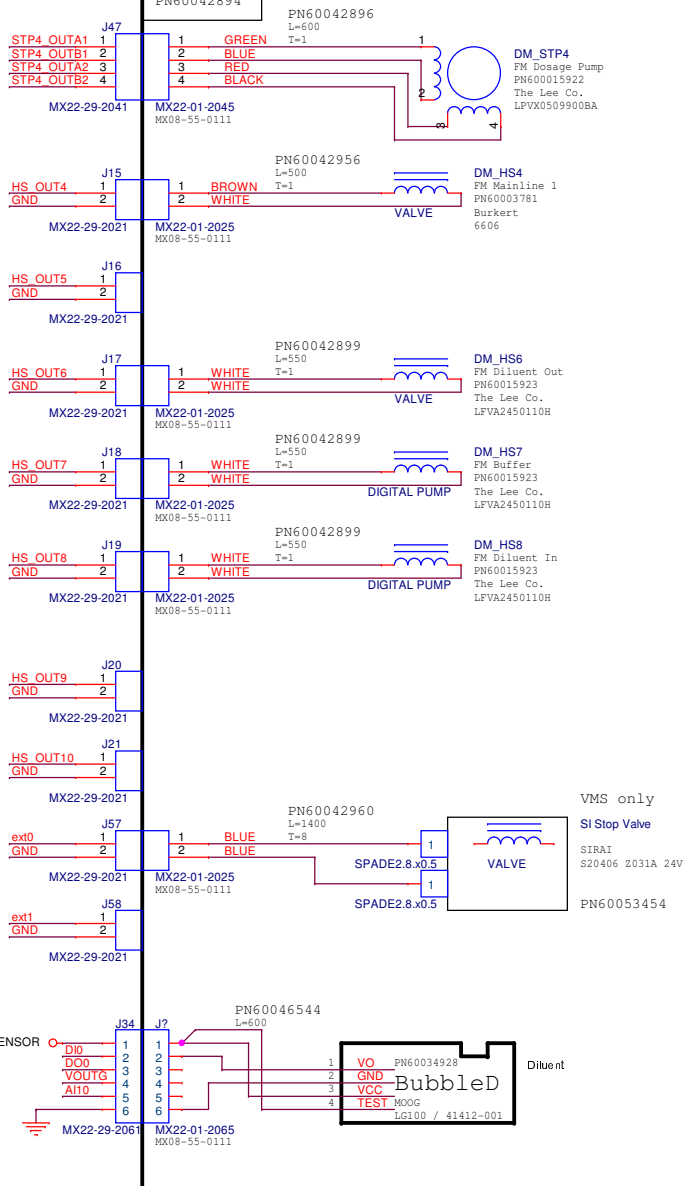 PN60042894
PN60042896
L=600
T=1
J47
STP4_OUTA1 1 1 GREEN 1
STP4_OUTB1 2 2 BLUE
STP4_OUTA2 3 3 RED
STP4_OUTB2 4 4 BLACK 2
3 4
DM_STP4
FM Dosage Pump
PN600015922
The Lee Co.
LPVX0509900BA
MX22-29-2041 MX22-01-2045
MX08-55-0111
PN60042956
L=500
T=1
J15
HS_OUT4 1 1 BROWN
GND 2 2 WHITE
VALVE
DM_HS4
FM Mainline 1
PN60003781
Burkert
6606
MX22-29-2021 MX22-01-2025
MX08-55-0111
J16
HS_OUT5 1
GND 2
MX22-29-2021
PN60042899
L=550
T=1
J17
HS_OUT6 1 1 WHITE
GND 2 2 WHITE
VALVE
DM_HS6
FM Diluent Out
PN60015923
The Lee Co.
LFVA2450110H
MX22-29-2021 MX22-01-2025
MX08-55-0111
PN60042899
L=550
T=1
J18
HS_OUT7 1 1 WHITE
GND 2 2 WHITE
DIGITAL PUMP
DM_HS7
FM Buffer
PN60015923
The Lee Co.
LFVA2450110H
MX22-29-2021 MX22-01-2025
MX08-55-0111
PN60042899
L=550
T=1
J19
HS_OUT8 1 1 WHITE
GND 2 2 WHITE
DIGITAL PUMP
DM_HS8
FM Diluent In
PN60015923
The Lee Co.
LFVA2450110H
MX22-29-2021 MX22-01-2025
MX08-55-0111
J20
HS_OUT9 1
GND 2
MX22-29-2021
J21
HS_OUT10 1
GND 2
MX22-29-2021
PN60042960
L=1400
T=8
J57
ext0 1 1 BLUE 1
GND 2 2 BLUE
SPADE2.8.x0.5
1
SPADE2.8.x0.5
MX22-29-2021 MX22-01-2025
MX08-55-0111
VMS only
SI Stop Valve
VALVE
SIRAI
S20406 Z031A 24V
PN60053454
J58
ext1 1
GND 2
MX22-29-2021
PN60046544
L=600
J34 J?
ENSOR 1 1
DI0 2 2
DO0 3 3
VOUTG 4 4
AI10 5 5
6 6
MX22-29-2061 MX22-01-2065
MX08-55-0111
1 VO PN60034928
2 GND BubbleD
3 VCC
4 TEST MOOG
LG100 / 41412-001
Diluent